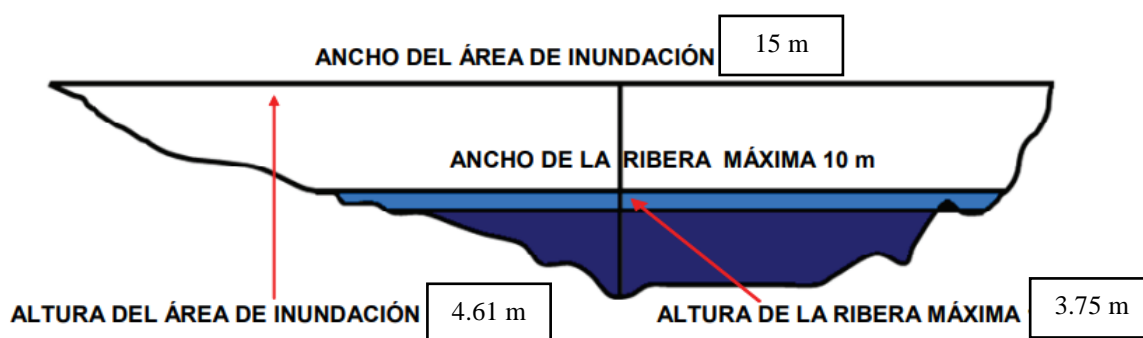 ANCHO DEL ÁREA DE INUNDACIÓN 15 m
ANCHO DE LA RIBERA MÁXIMA 10 m
ALTURA DEL ÁREA DE INUNDACIÓN 4.61 m
ALTURA DE LA RIBERA MÁXIMA 3.75 m